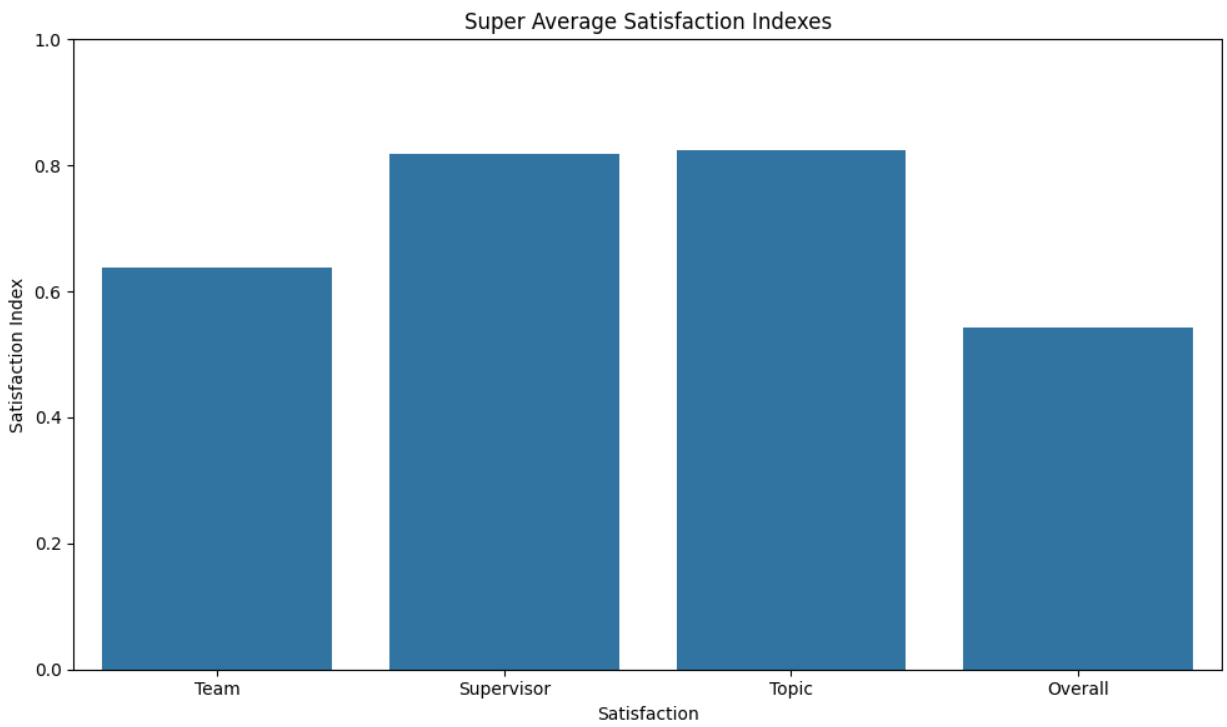 Super Average Satisfaction Indexes
1.0
0.8
0.6
0.4
0.2
0.0
Satisfaction Index
Team Supervisor Topic Overall
Satisfaction